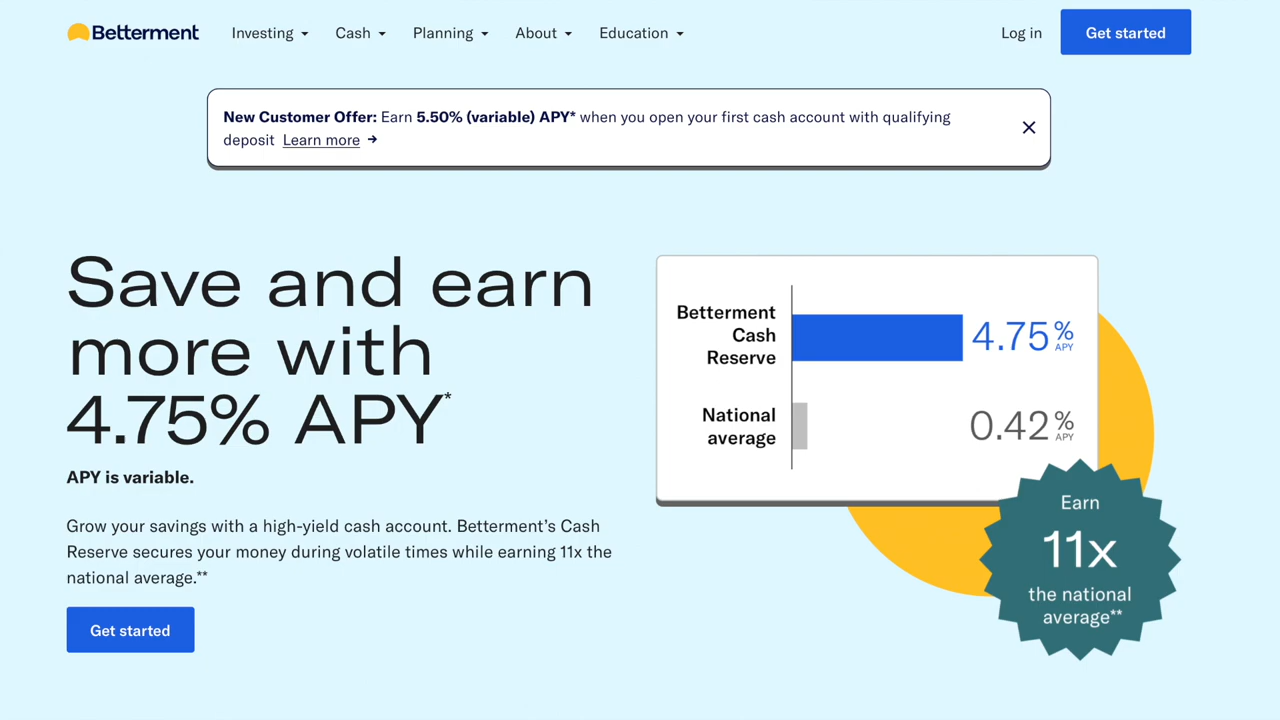 Betterment
Investing
Cash
Planning
About
Education
Log in
Get started
New Customer Offer: Earn 5.50% (variable) APY* when you open your first cash account with qualifying
deposit Learn more →
Save and earn
more with
4.75% APY*
APY is variable.
Grow your savings with a high-yield cash account. Betterment's Cash
Reserve secures your money during volatile times while earning 11x the
national average.**
Get started
Betterment
Cash
Reserve
4.75% APY
National
average
0.42% APY
Earn
11x
the national
average**